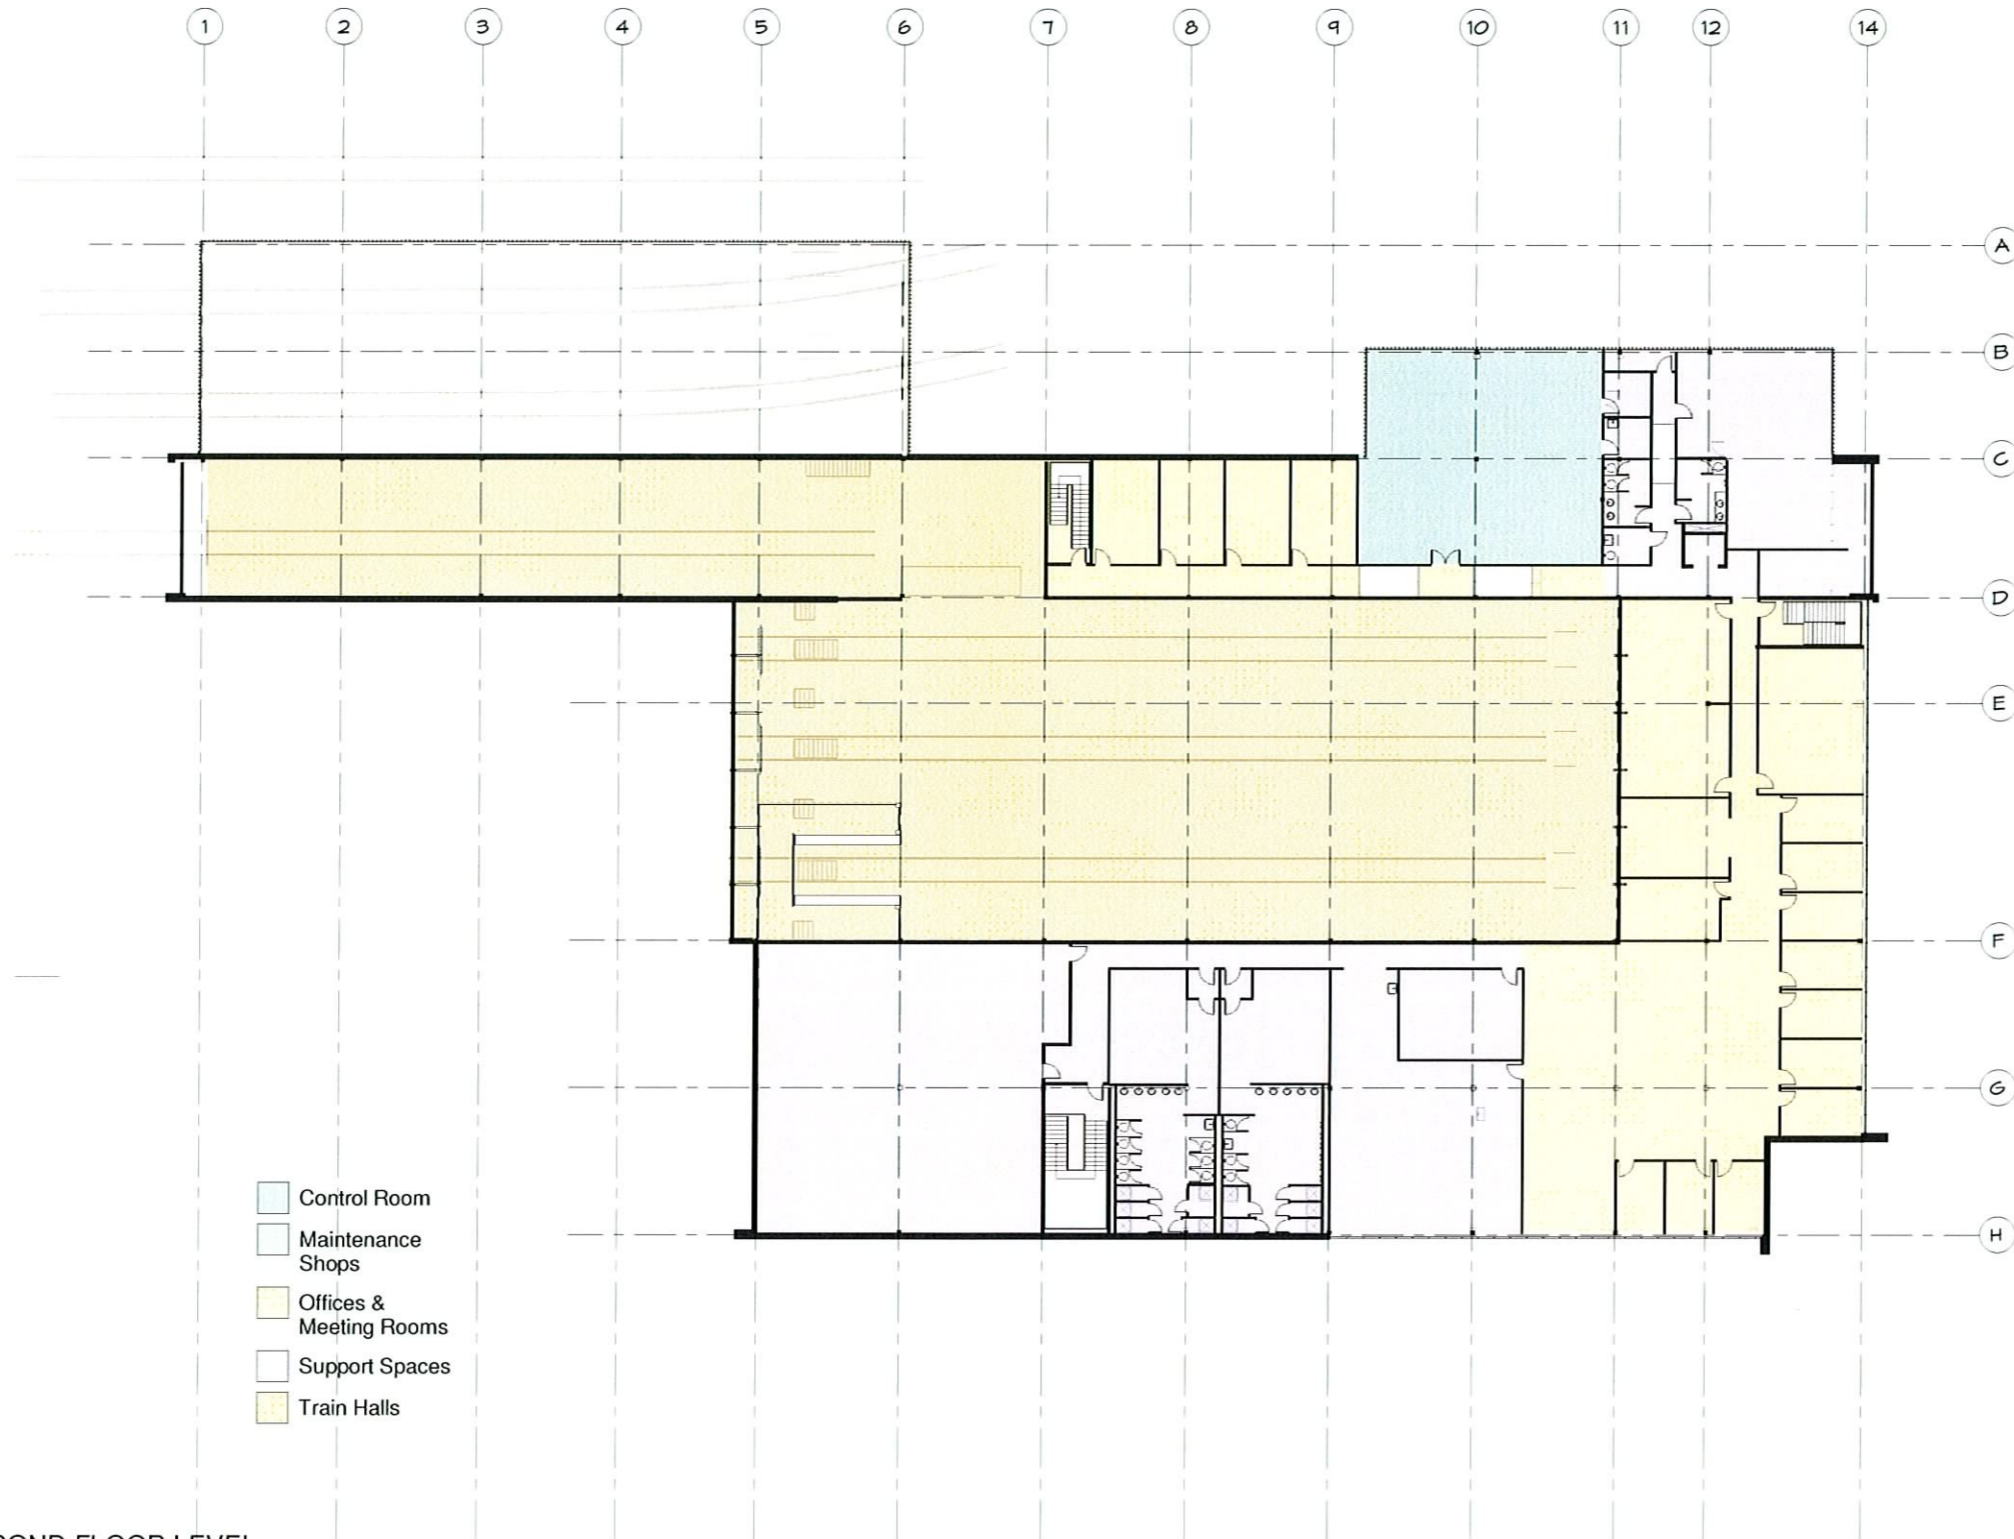 1 2 3 4 5 6 7 8 9 10 11 12 14
A
B
C
D
E
F
G
H
Control Room
Maintenance
Shops
Offices &
Meeting Rooms
Support Spaces
Train Halls